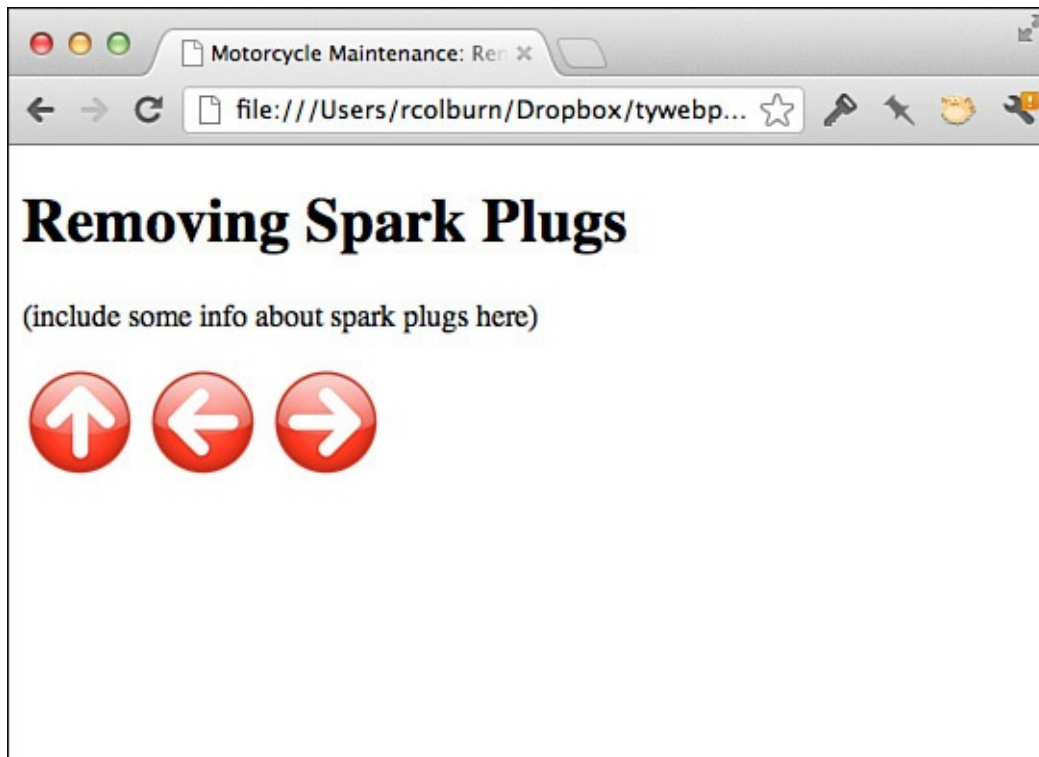 Motorcycle Maintenance: Ren
file:///Users/rcolburn/Dropbox/tywebp...
Removing Spark Plugs
(include some info about spark plugs here)